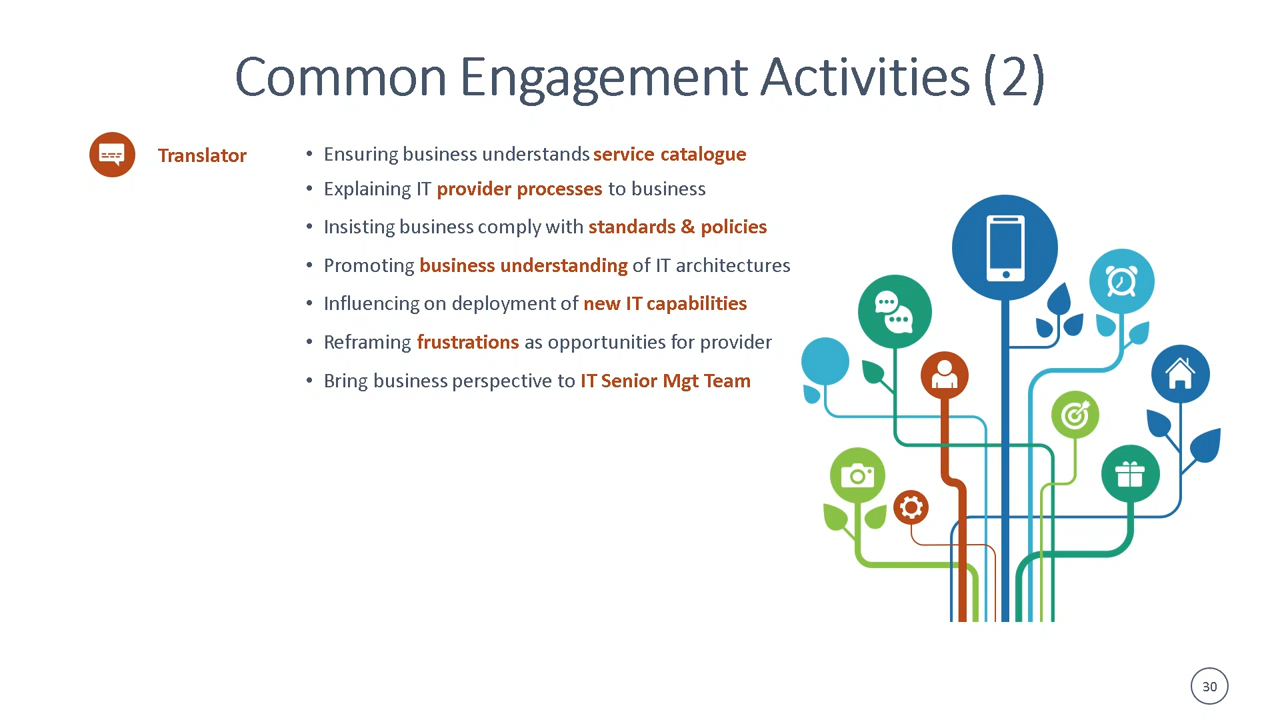 Common Engagement Activities (2)
Translator
• Ensuring business understands service catalogue
• Explaining IT provider processes to business
• Insisting business comply with standards & policies
• Promoting business understanding of IT architectures
• Influencing on deployment of new IT capabilities
• Reframing frustrations as opportunities for provider
• Bring business perspective to IT Senior Mgt Team
30